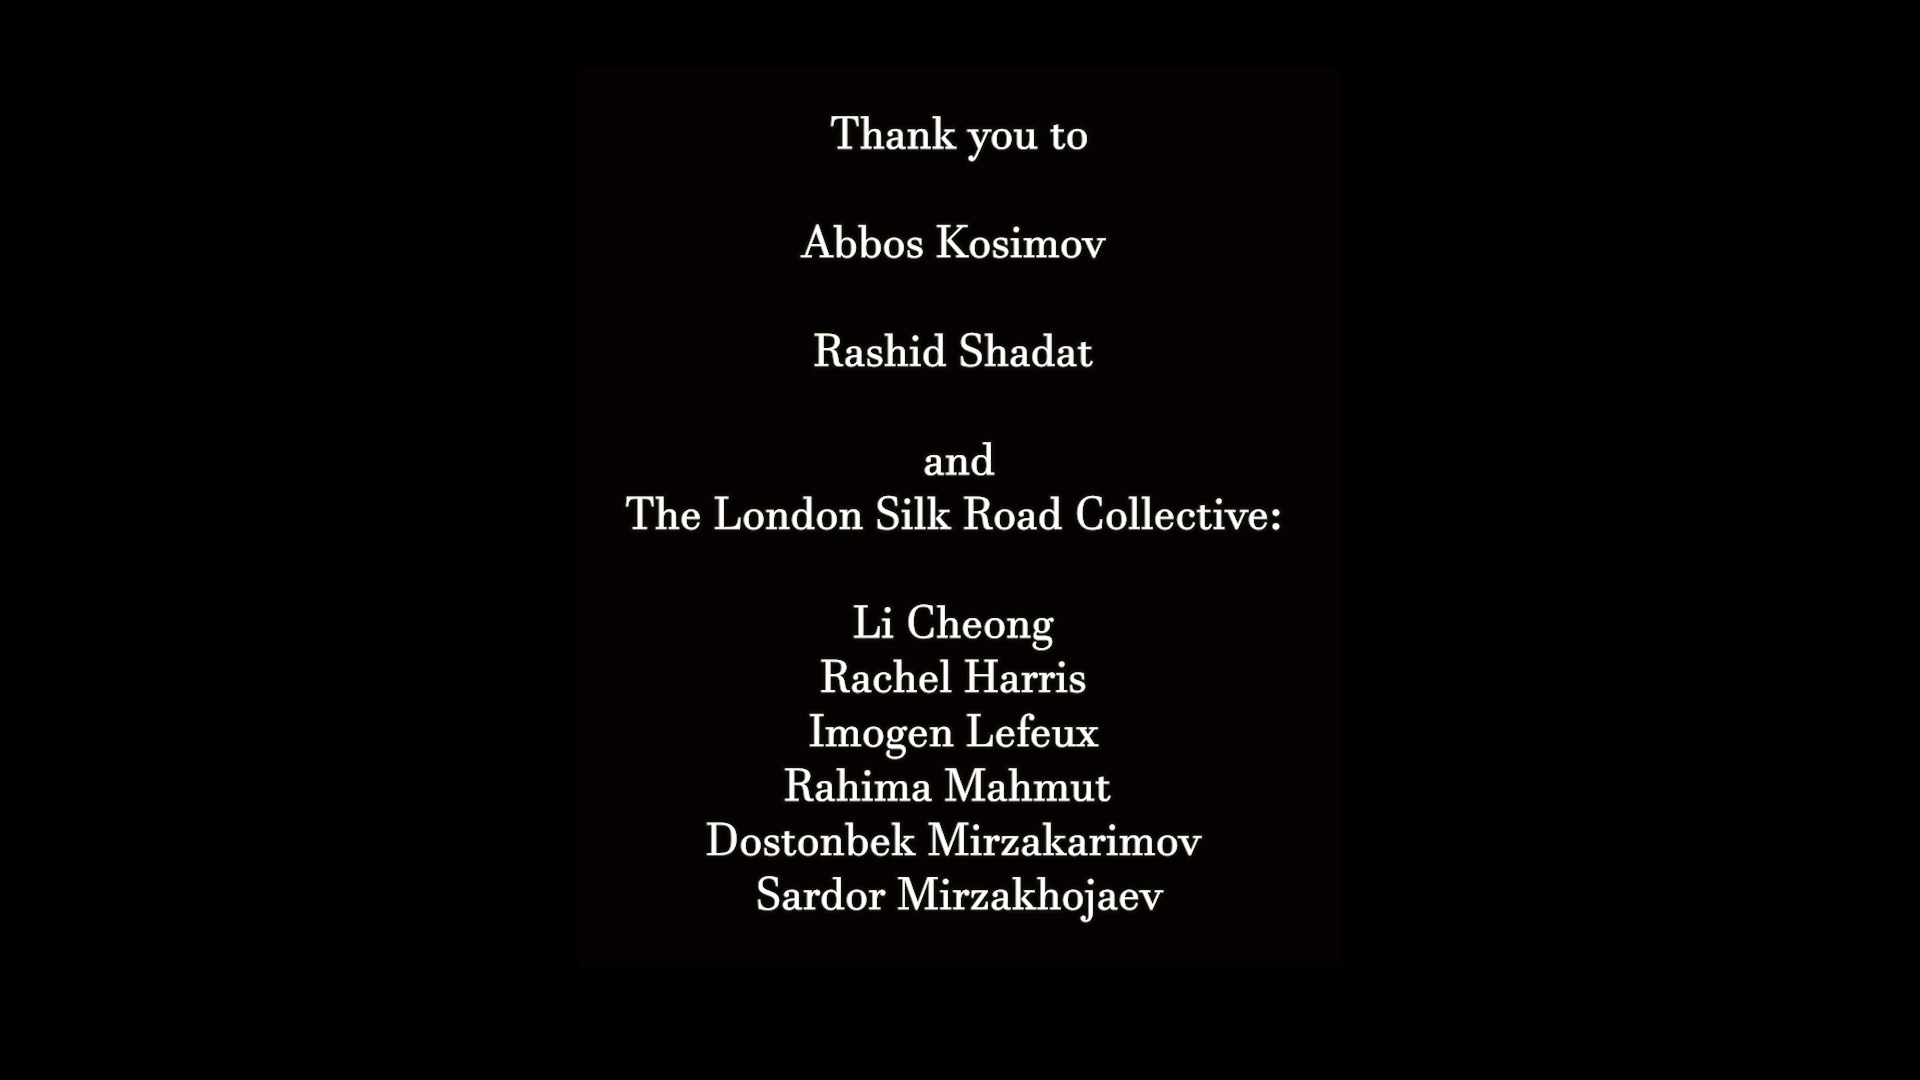 Thank you to
Abbos Kosimov
Rashid Shadat
and
The London Silk Road Collective:
Li Cheong
Rachel Harris
Imogen Lefeux
Rahima Mahmut
Dostonbek Mirzakarimov
Sardor Mirzakhojaev